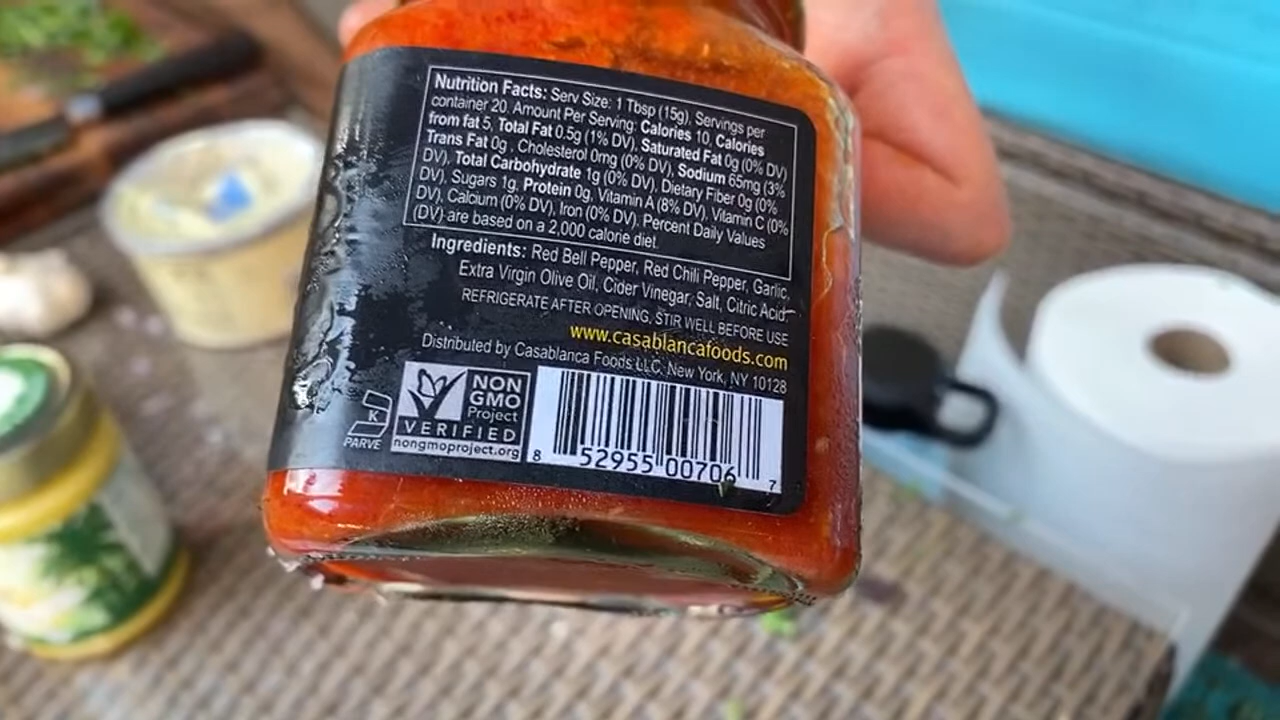 Nutrition Facts: Serv Size: 1 Tbsp (15g), Servings per
container 20. Amount Per Serving: Calories 10, Calories
from fat 5, Total Fat 0.5g (1% DV), Saturated Fat 0g (0% DV)
Trans Fat 0g , Cholesterol 0mg (0% DV), Sodium 65mg (3%
DV), Total Carbohydrate 1g (0% DV), Dietary Fiber 0g (0%
DV), Sugars 1g, Protein 0g, Vitamin A (8% DV), Vitamin C (0%
DV), Calcium (0% DV), Iron (0% DV). Percent Daily Values
(DV) are based on a 2,000 calorie diet.
Ingredients: Red Bell Pepper, Red Chili Pepper, Garlic,
Extra Virgin Olive Oil, Cider Vinegar, Salt, Citric Acid
REFRIGERATE AFTER OPENING, STIR WELL BEFORE USE
www.casablancafoods.com
Distributed by Casablanca Foods LLC, New York, NY 10128
K
PARVE
NON
GMO
Project
VERIFIED
nongmoproject.org
8 52955 00706 7